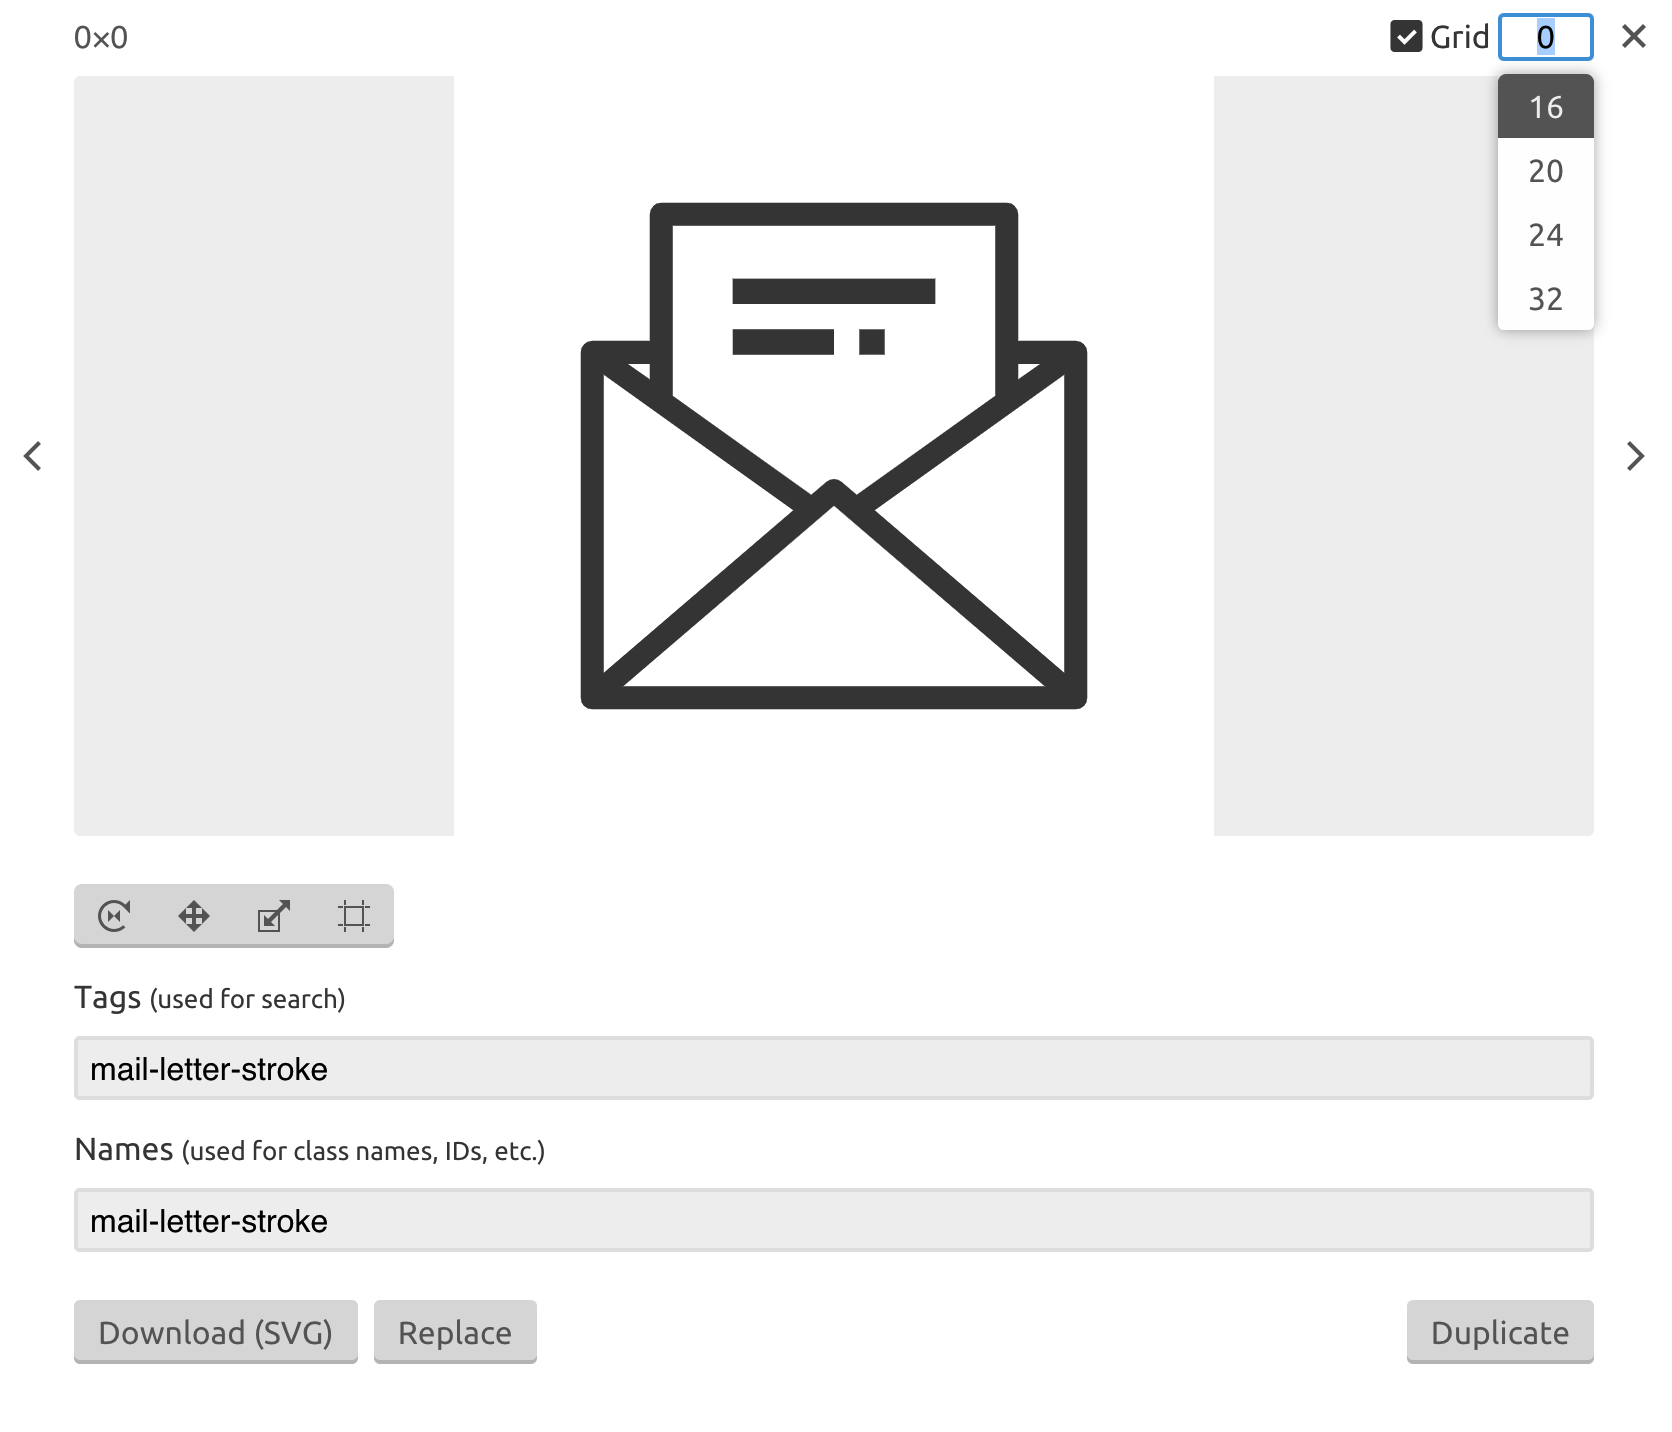 0×0
Grid 0
16
20
24
32
Tags (used for search)
mail-letter-stroke
Names (used for class names, IDs, etc.)
mail-letter-stroke
Download (SVG) Replace Duplicate